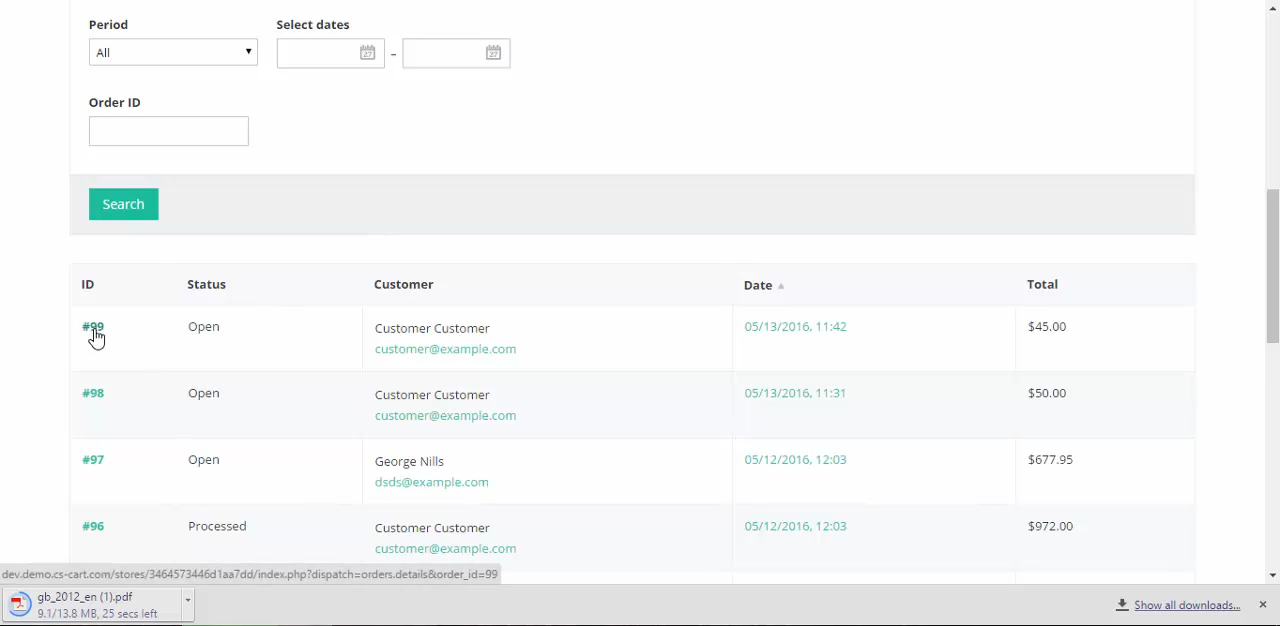 Period
Select dates
All
27
–
27
Order ID
Search
ID Status Customer Date Total
#99 Open Customer Customer 05/13/2016, 11:42 $45.00
customer@example.com
#98 Open Customer Customer 05/13/2016, 11:31 $50.00
customer@example.com
#97 Open George Nills 05/12/2016, 12:03 $677.95
dsds@example.com
#96 Processed Customer Customer 05/12/2016, 12:03 $972.00
customer@example.com
dev.demo.cs-cart.com/stores/3464573446d1aa7dd/index.php?dispatch=orders.details&order_id=99
gb_2012_en (1).pdf
9.1/13.8 MB, 25 secs left
Show all downloads...